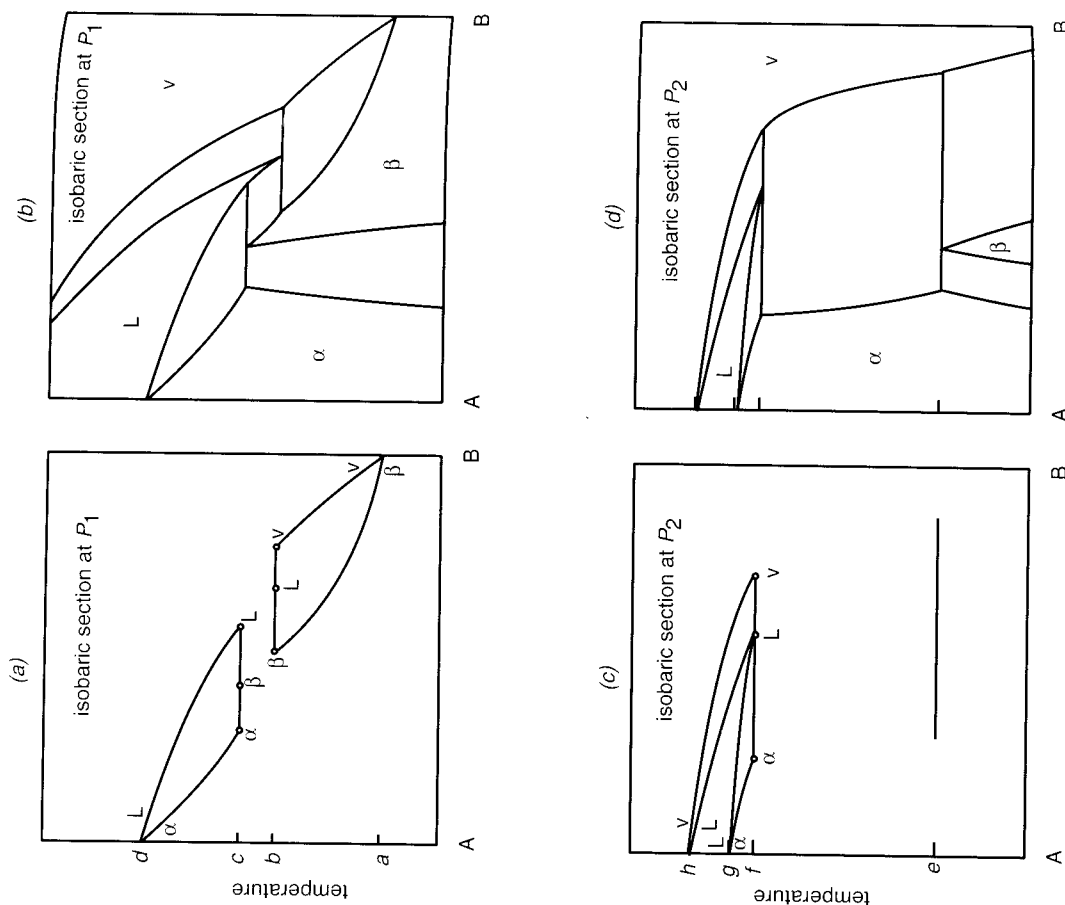 (a)
isobaric section at P1
d
L
α
L
c
α
β
b
β
L
v
v
a
β
temperature
A
B
(b)
isobaric section at P1
v
L
β
α
A
B
(c)
isobaric section at P2
h
v
L
L
g
α
f
α
L
v
e
temperature
A
B
(d)
isobaric section at P2
v
L
α
β
A
B